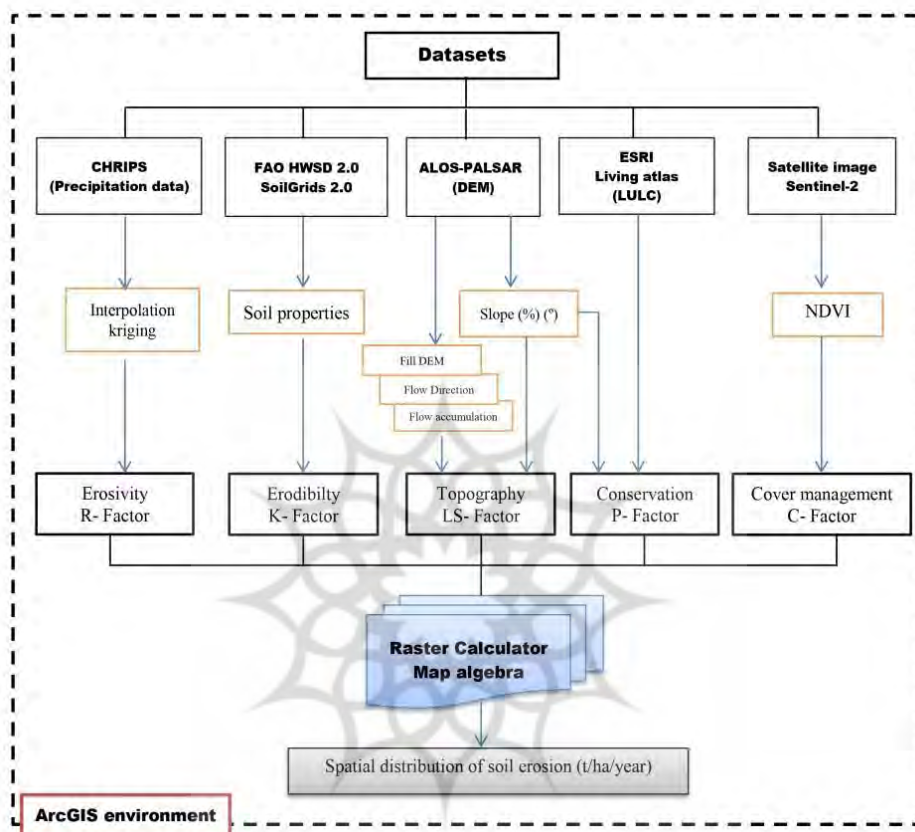 Datasets
CHRIPS
(Precipitation data)
FAO HWSD 2.0
SoilGrids 2.0
ALOS-PALSAR
(DEM)
ESRI
Living atlas
(LULC)
Satellite image
Sentinel-2
Interpolation
kriging
Soil properties
Slope (%) (º)
NDVI
Fill DEM
Flow Direction
Flow accumulation
Erosivity
R- Factor
Erodibilty
K- Factor
Topography
LS- Factor
Conservation
P- Factor
Cover management
C- Factor
Raster Calculator
Map algebra
Spatial distribution of soil erosion (t/ha/year)
ArcGIS environment